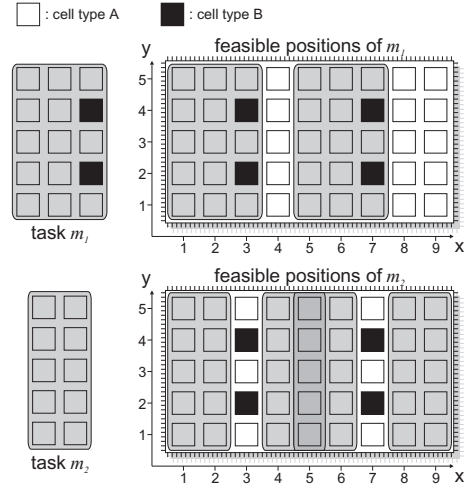 : cell type A : cell type B
y feasible positions of m1
5
4
3
2
1
task m1
1 2 3 4 5 6 7 8 9 x
y feasible positions of m2
5
4
3
2
1
task m2
1 2 3 4 5 6 7 8 9 x